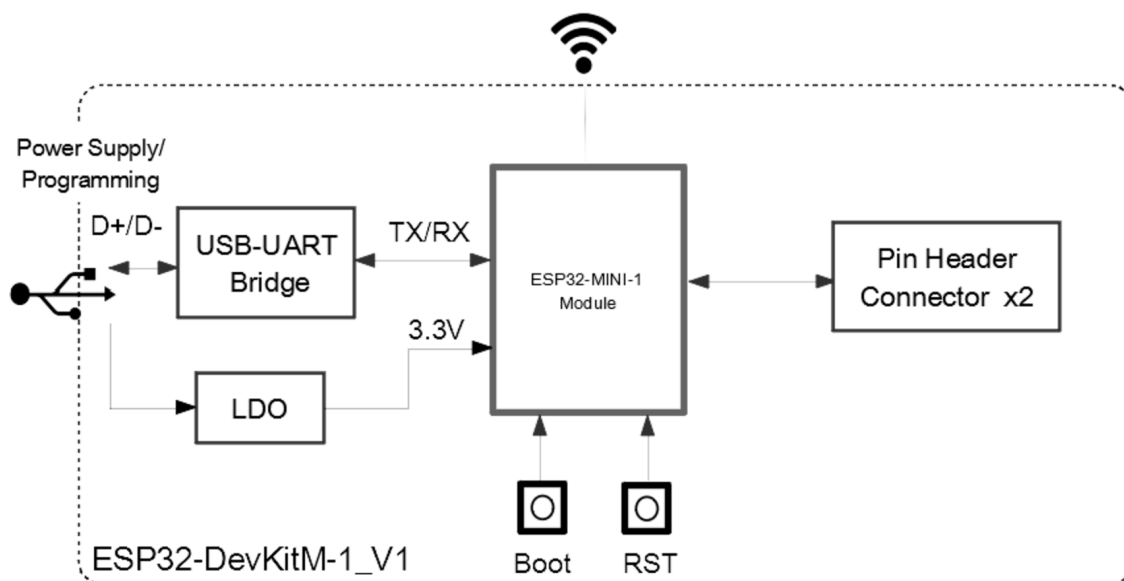 Power Supply/
Programming
D+/D-
USB-UART
Bridge
TX/RX
ESP32-MINI-1
Module
Pin Header
Connector x2
3.3V
LDO
Boot
RST
ESP32-DevKitM-1_V1